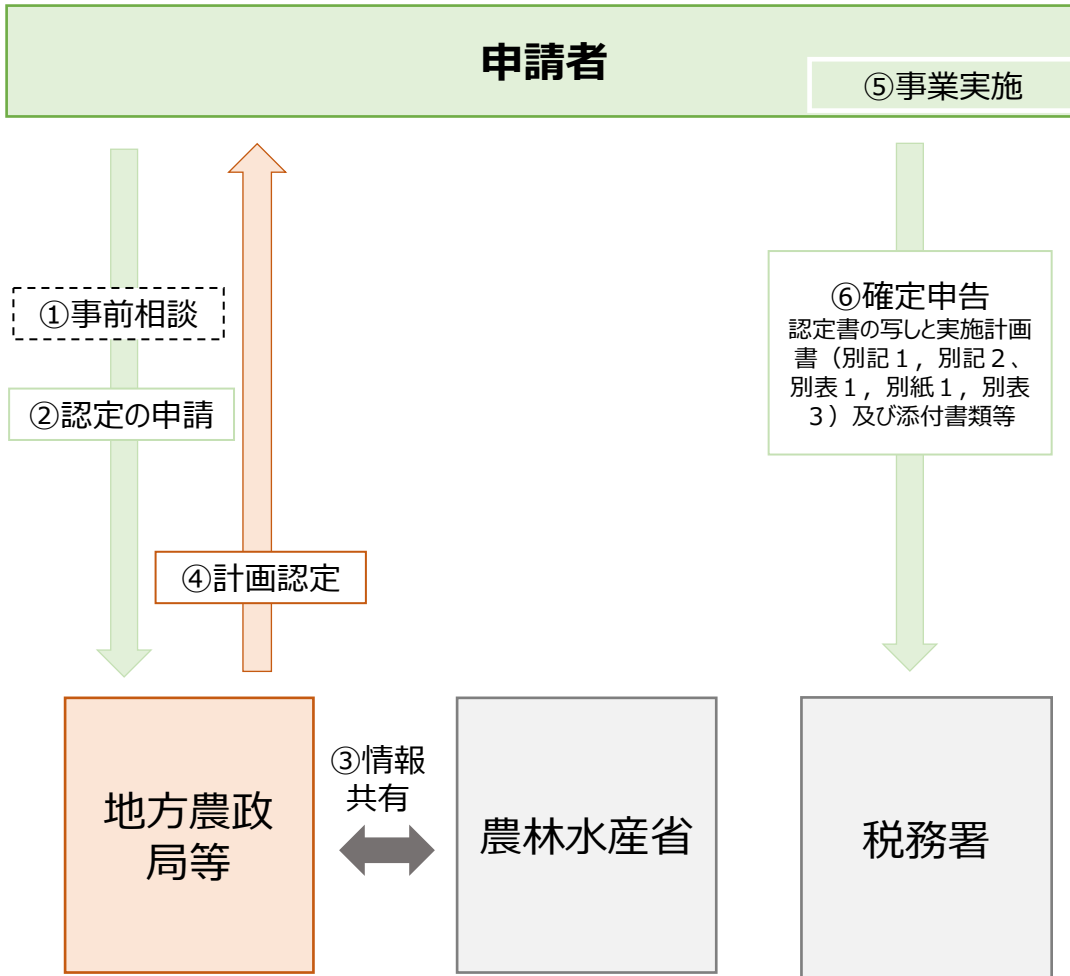 申請者
⑤事業実施
①事前相談
②認定の申請
④計画認定
⑥確定申告
認定書の写しと実施計画
書（別記１，別記２、
別表１，別紙１，別表
３）及び添付書類等
③情報
共有
地方農政
局等
農林水産省
税務署